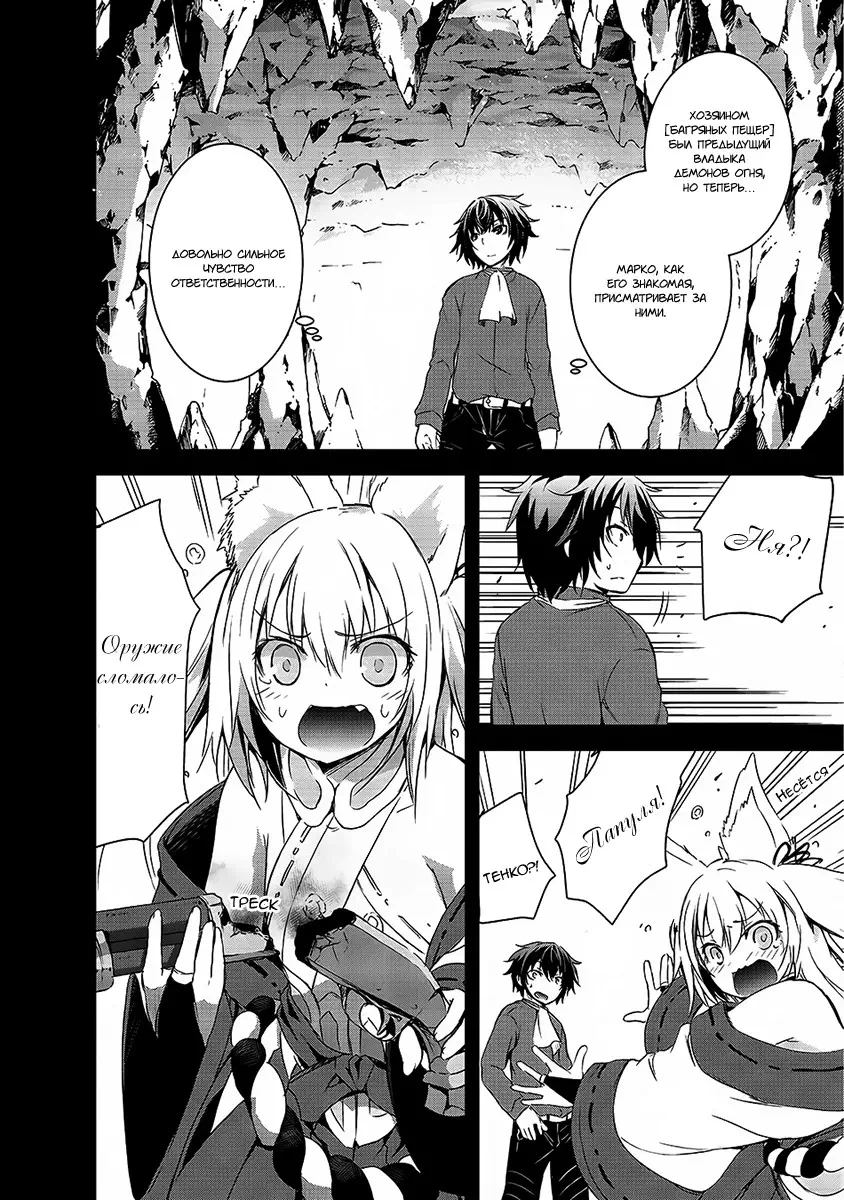 ХОЗЯИНОМ
[БАГРЯНЫХ ПЕЩЕР]
БЫЛ ПРЕДЫДУЩИЙ
ВЛАДЫКА
ДЕМОНОВ ОГНЯ,
НО ТЕПЕРЬ...
МАРКО, КАК
ЕГО ЗНАКОМАЯ,
ПРИСМАТРИВАЕТ ЗА
НИМИ.
ДОВОЛЬНО СИЛЬНОЕ
ЧУВСТВО
ОТВЕТСТВЕННОСТИ...
Ня?!
НЕСЁТСЯ
Папуля!
ТЕНКО?!
Оружие
сломало-
сь!
ТРЕСК